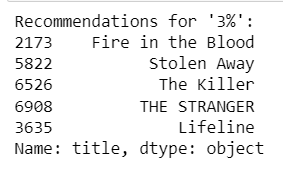 Recommendations for '3%':
2173    Fire in the Blood
5822          Stolen Away
6526           The Killer
6908         THE STRANGER
3635             Lifeline
Name: title, dtype: object